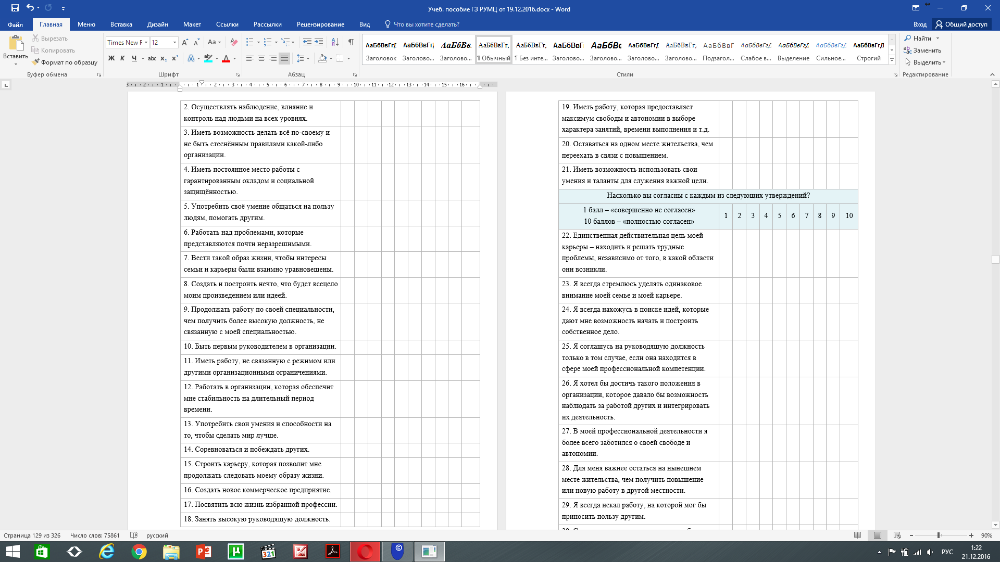 Учеб. пособие ГЗ РУМЦ от 19.12.2016.docx - Word
Файл Главная Меню Вставка Дизайн Макет Ссылки Рассылки Рецензирование Вид Что вы хотите сделать? Вход Общий доступ
Вставить
Вырезать
Копировать
Формат по образцу
Буфер обмена
Times New R 12
Ж К Ч abc x₂ x²
Шрифт
Абзац
АаБбВвГгД АаБбВвГг АаБбВв. АаБбВвГг, АаБбВвГг, АаБбВвГ АаБбВе АаБбВвГгД АаБбВвГг, АаБбВвГ АаБбВвГгД АаБбВвГгД АаБбВвГгД АаБбВвГгД
Заголовок Заголово... Заголово... ¶ Обычный ¶ Без инте... Заголово... Заголово... Заголово... Заголово... Подзагол... Слабое в... Выделение Сильное... Строгий
Стили
Найти
Заменить
Выделить
Редактирование
3 2 1 1 2 3 4 5 6 7 8 9 10 11 12 13 14 15 16
2. Осуществлять наблюдение, влияние и
контроль над людьми на всех уровнях.
3. Иметь возможность делать всё по-своему и
не быть стеснённым правилами какой-либо
организации.
4. Иметь постоянное место работы с
гарантированным окладом и социальной
защищённостью.
5. Употребить своё умение общаться на пользу
людям, помогать другим.
6. Работать над проблемами, которые
представляются почти неразрешимыми.
7. Вести такой образ жизни, чтобы интересы
семьи и карьеры были взаимно уравновешены.
8. Создать и построить нечто, что будет всецело
моим произведением или идеей.
9. Продолжать работу по своей специальности,
чем получить более высокую должность, не
связанную с моей специальностью.
10. Быть первым руководителем в организации.
11. Иметь работу, не связанную с режимом или
другими организационными ограничениями.
12. Работать в организации, которая обеспечит
мне стабильность на длительный период
времени.
13. Употребить свои умения и способности на
то, чтобы сделать мир лучше.
14. Соревноваться и побеждать других.
15. Строить карьеру, которая позволит мне
продолжать следовать моему образу жизни.
16. Создать новое коммерческое предприятие.
17. Посвятить всю жизнь избранной профессии.
18. Занять высокую руководящую должность.
19. Иметь работу, которая предоставляет
максимум свободы и автономии в выборе
характера занятий, времени выполнения и т.д.
20. Оставаться на одном месте жительства, чем
переехать в связи с повышением.
21. Иметь возможность использовать свои
умения и таланты для служения важной цели.
Насколько вы согласны с каждым из следующих утверждений?
1 балл – «совершенно не согласен»
10 баллов – «полностью согласен»
1 2 3 4 5 6 7 8 9 10
22. Единственная действительная цель моей
карьеры – находить и решать трудные
проблемы, независимо от того, в какой области
они возникли.
23. Я всегда стремлюсь уделять одинаковое
внимание моей семье и моей карьере.
24. Я всегда нахожусь в поиске идей, которые
дают мне возможность начать и построить
собственное дело.
25. Я соглашусь на руководящую должность
только в том случае, если она находится в
сфере моей профессиональной компетенции.
26. Я хотел бы достичь такого положения в
организации, которое давало бы возможность
наблюдать за работой других и интегрировать
их деятельность.
27. В моей профессиональной деятельности я
более всего заботился о своей свободе и
автономии.
28. Для меня важнее остаться на нынешнем
месте жительства, чем получить повышение
или новую работу в другой местности.
29. Я всегда искал работу, на которой мог бы
приносить пользу другим.
Страница 129 из 326 Число слов: 75861 русский 90%
РУС
1:22
21.12.2016